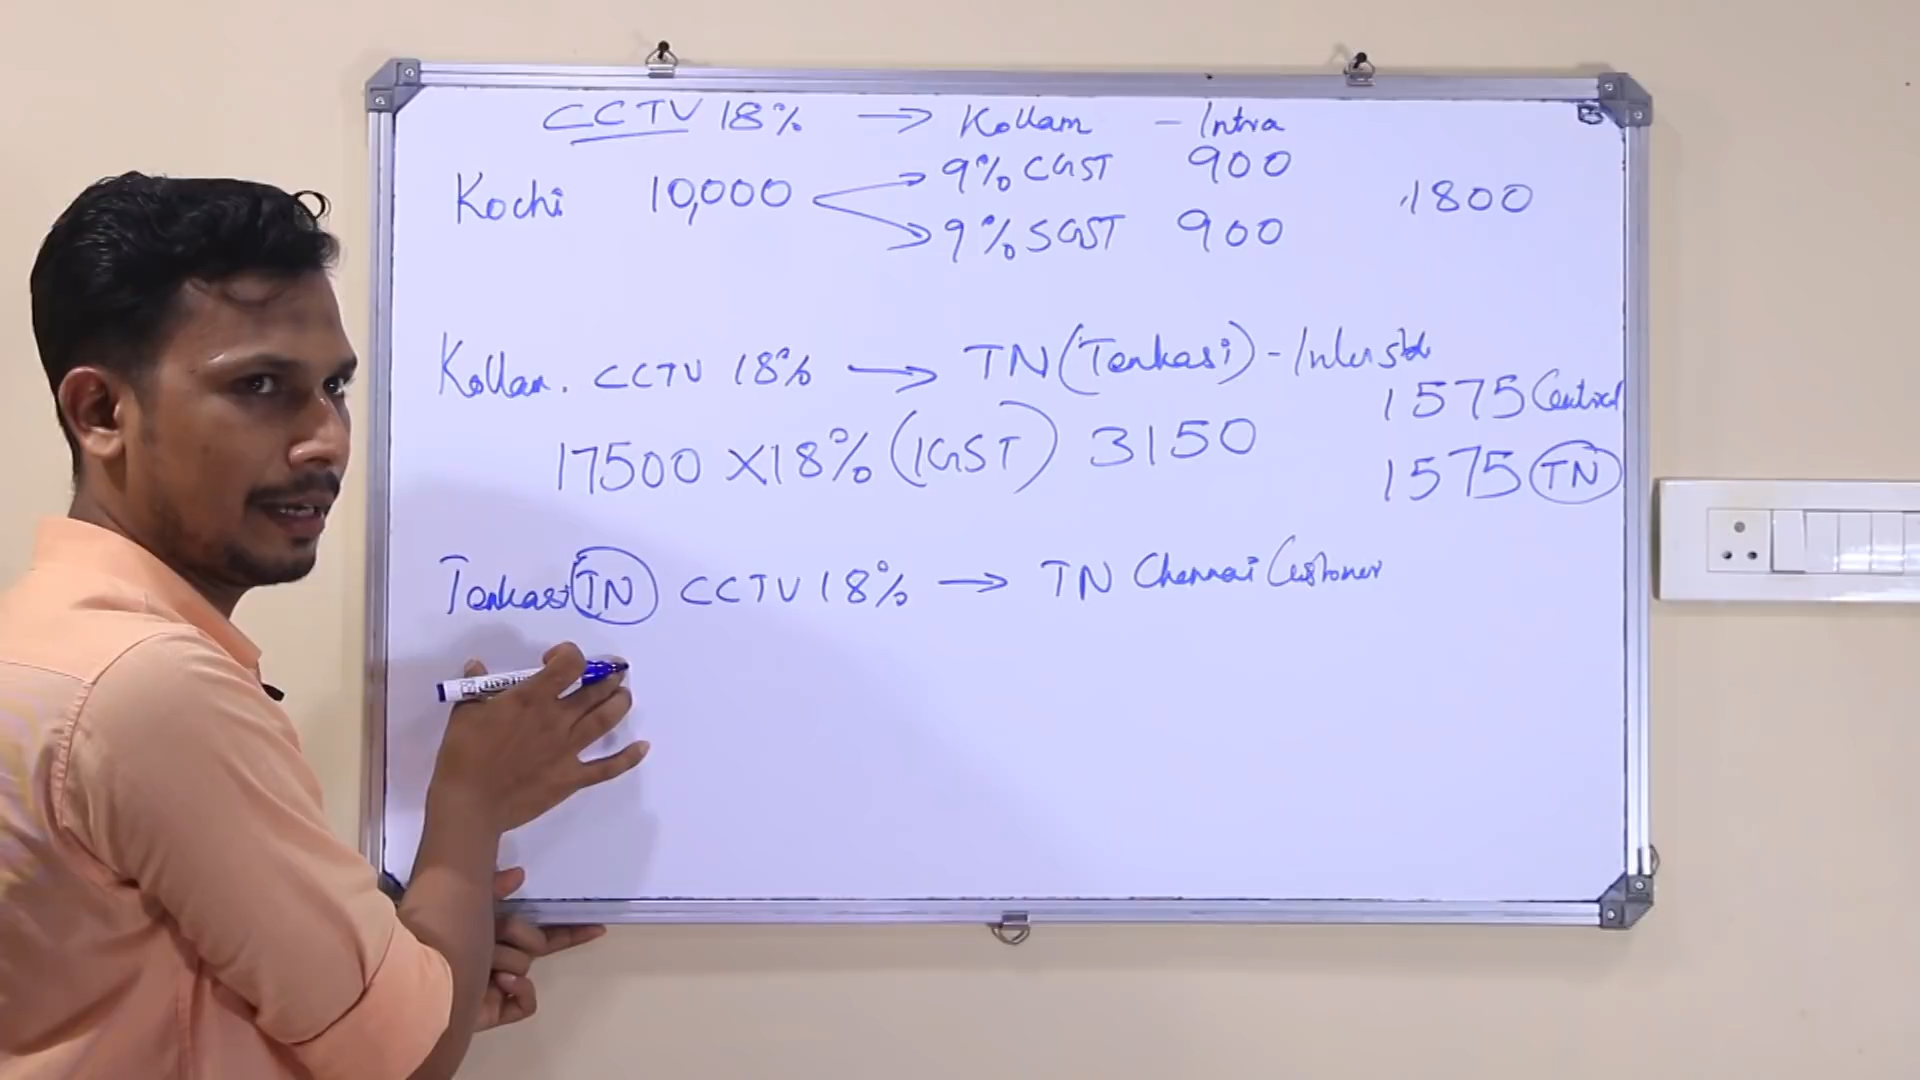 CCTV 18% → Kollam - Intra
9% CGST 900
Kochi 10,000 1800
9% SGST 900
Kollam. CCTV 18% → TN (Tenkasi) -
1575 Central
17500 X 18% (IGST) 3150
1575 TN
Tenkasi TN CCTV 18% → TN Chennai Customer